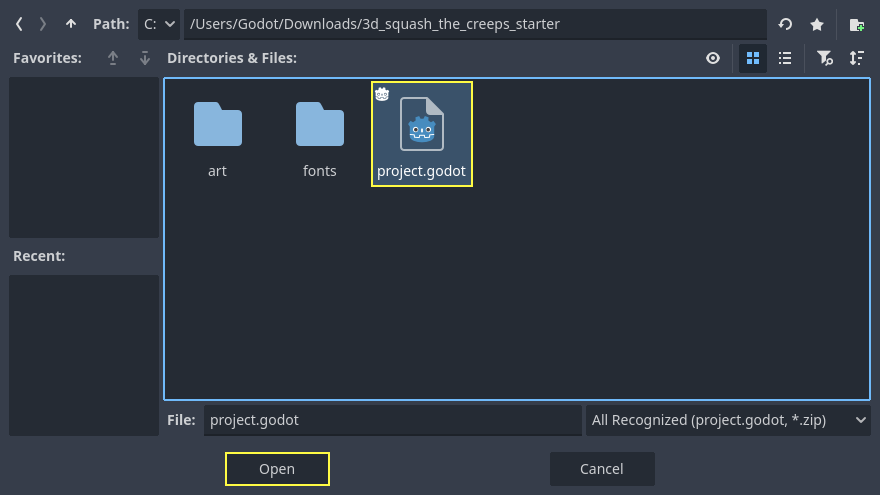 Path: C: /Users/Godot/Downloads/3d_squash_the_creeps_starter
Favorites: Directories & Files:
art fonts project.godot
Recent:
File: project.godot All Recognized (project.godot, *.zip)
Open Cancel